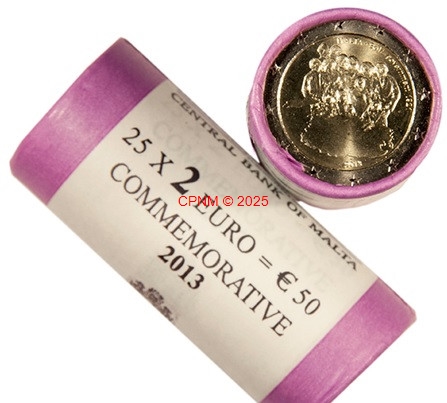 CENTRAL BANK OF MALTA
25 X 2 EURO = € 50
COMMEMORATIVE
2013
CPNM © 2025